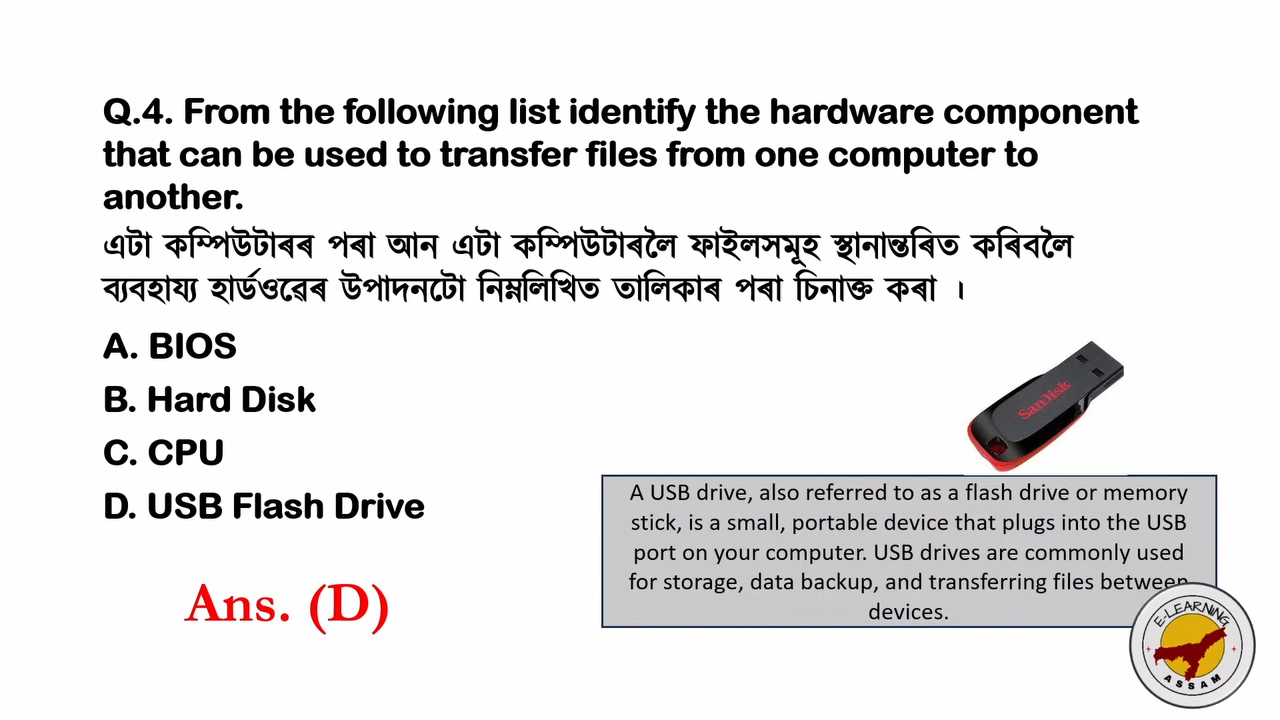 Q.4. From the following list identify the hardware component
that can be used to transfer files from one computer to
another.
এটা কম্পিউটাৰৰ পৰা আন এটা কম্পিউটাৰলৈ ফাইলসমূহ স্থানান্তৰিত কৰিবলৈ
ব্যবহায্য হাৰ্ডওৱেৰ উপাদনটো নিম্নলিখিত তালিকাৰ পৰা চিনাক্ত কৰা ।
A. BIOS
B. Hard Disk
C. CPU
D. USB Flash Drive
SanDisk
A USB drive, also referred to as a flash drive or memory
stick, is a small, portable device that plugs into the USB
port on your computer. USB drives are commonly used
for storage, data backup, and transferring files between
devices.
Ans. (D)
E-LEARNING
ASSAM